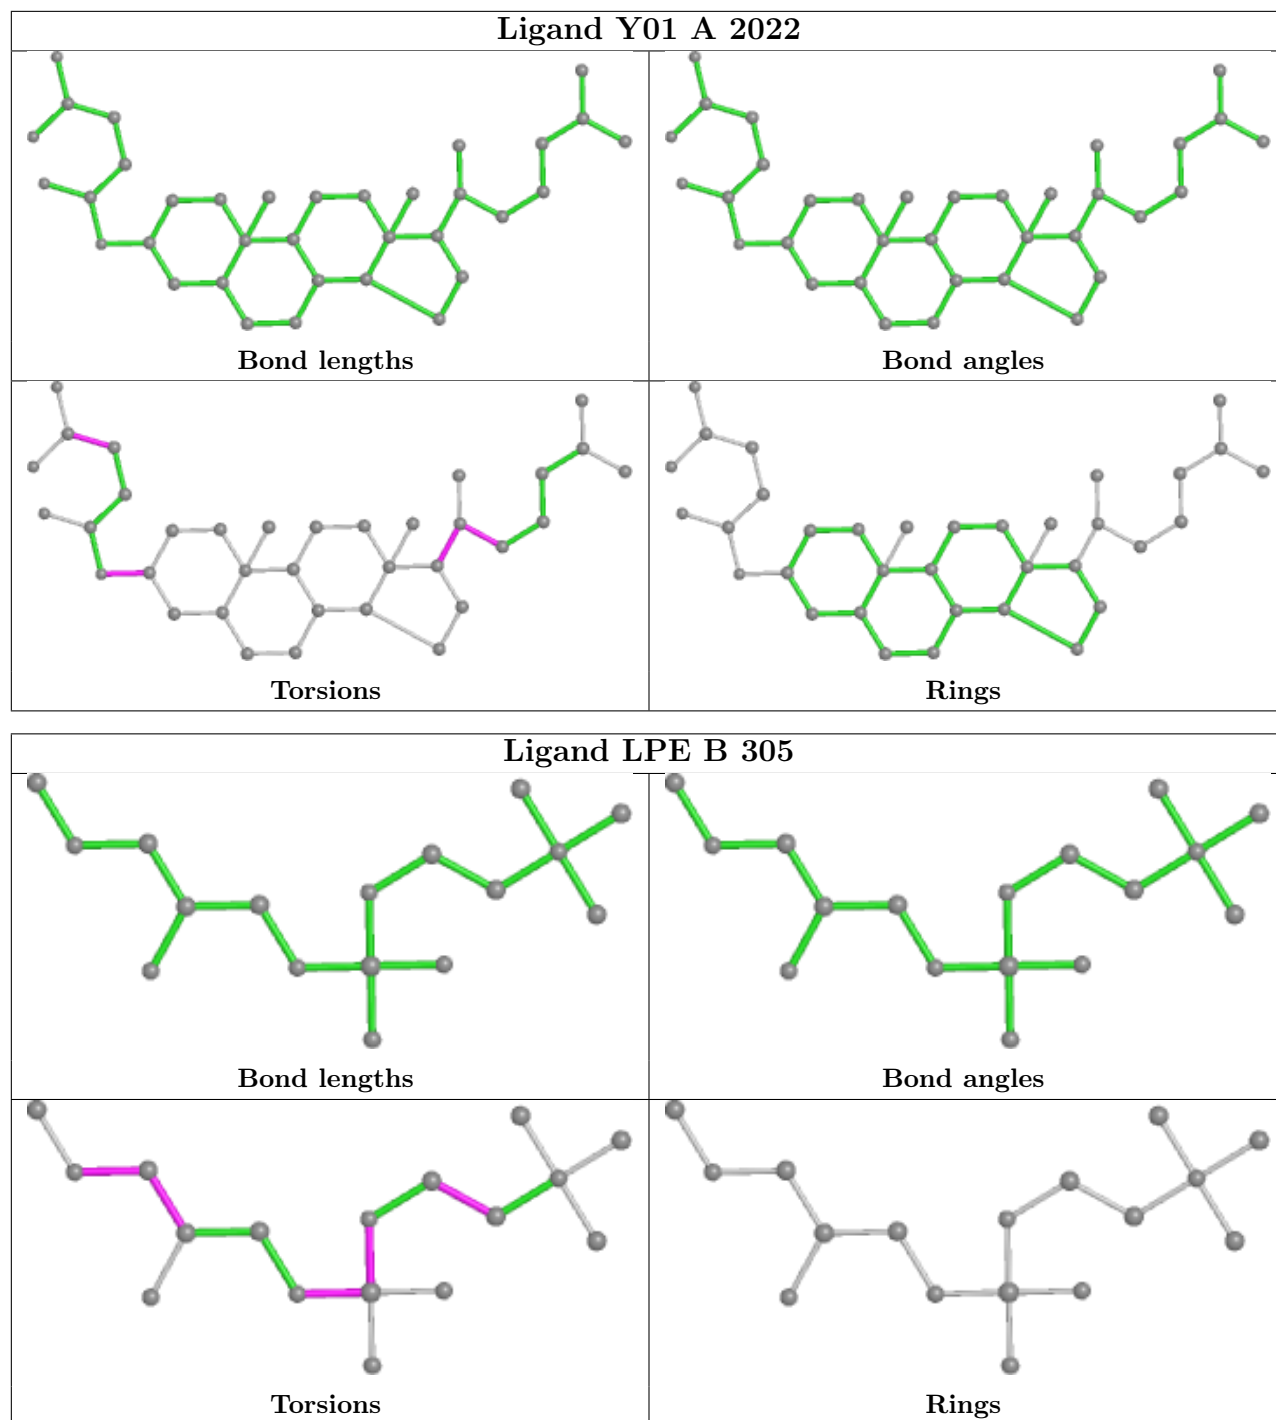 Ligand Y01 A 2022
Bond lengths
Bond angles
Torsions
Rings
Ligand LPE B 305
Bond lengths
Bond angles
Torsions
Rings